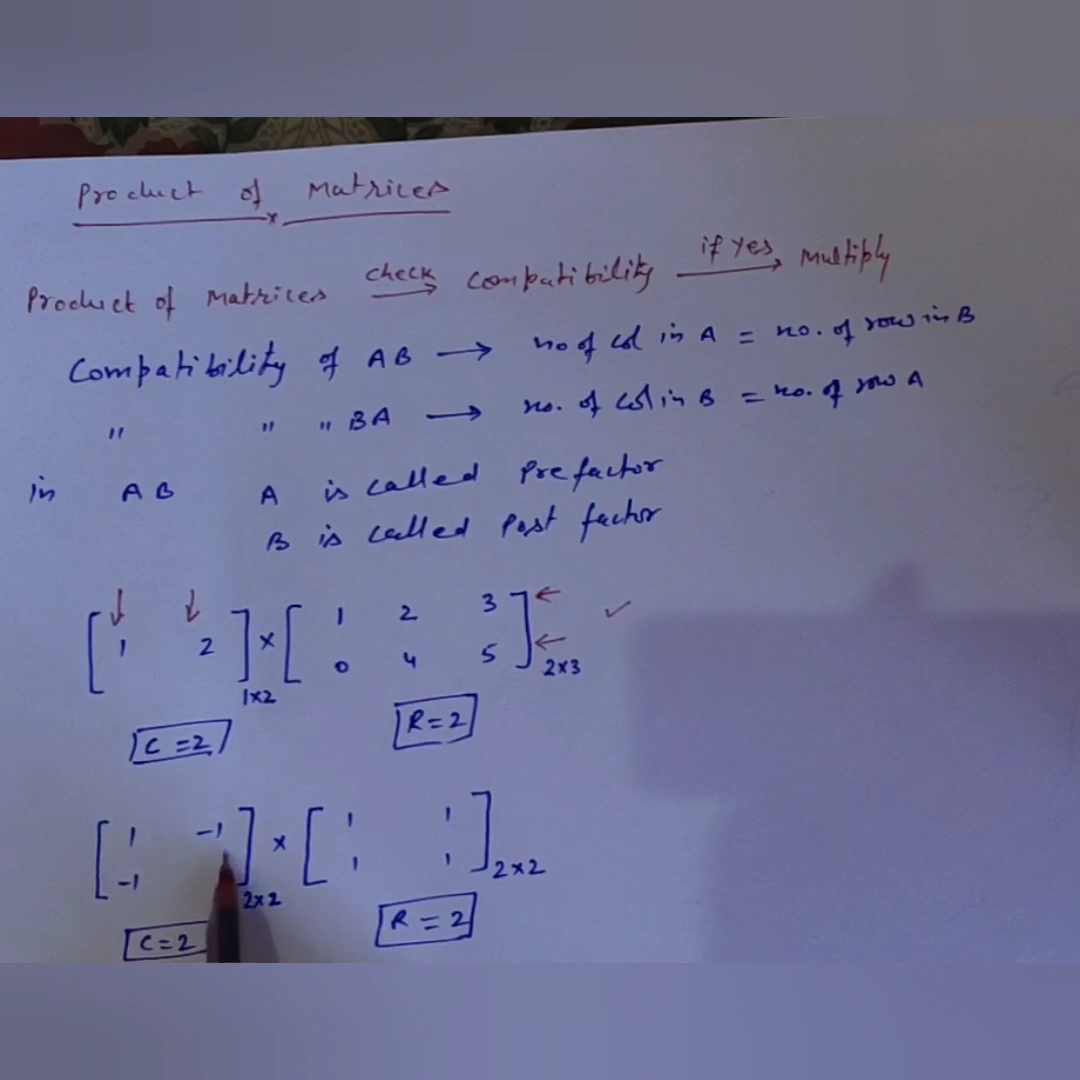 Product of Matrices
Product of Matrices check → Compatibility if yes → Multiply
Compatibility of AB → no of col in A = no. of row in B
" " " BA → no. of col in B = no. of row A
in AB A is called Prefactor
B is called Post factor
[ 1 2 ] 1×2 × [ 1 2 3
0 4 5 ] 2×3 ✓
C = 2 R = 2
[ 1 -1
-1 ] 2×2 × [ 1 1
1 1 ] 2×2
C = 2 R = 2